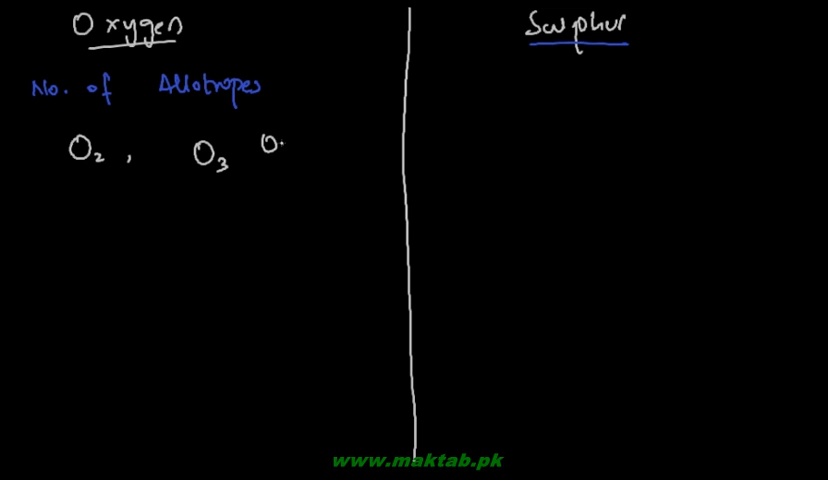 Oxygen
Sulphur
No. of Allotropes
O2, O3 O
www.maktab.pk